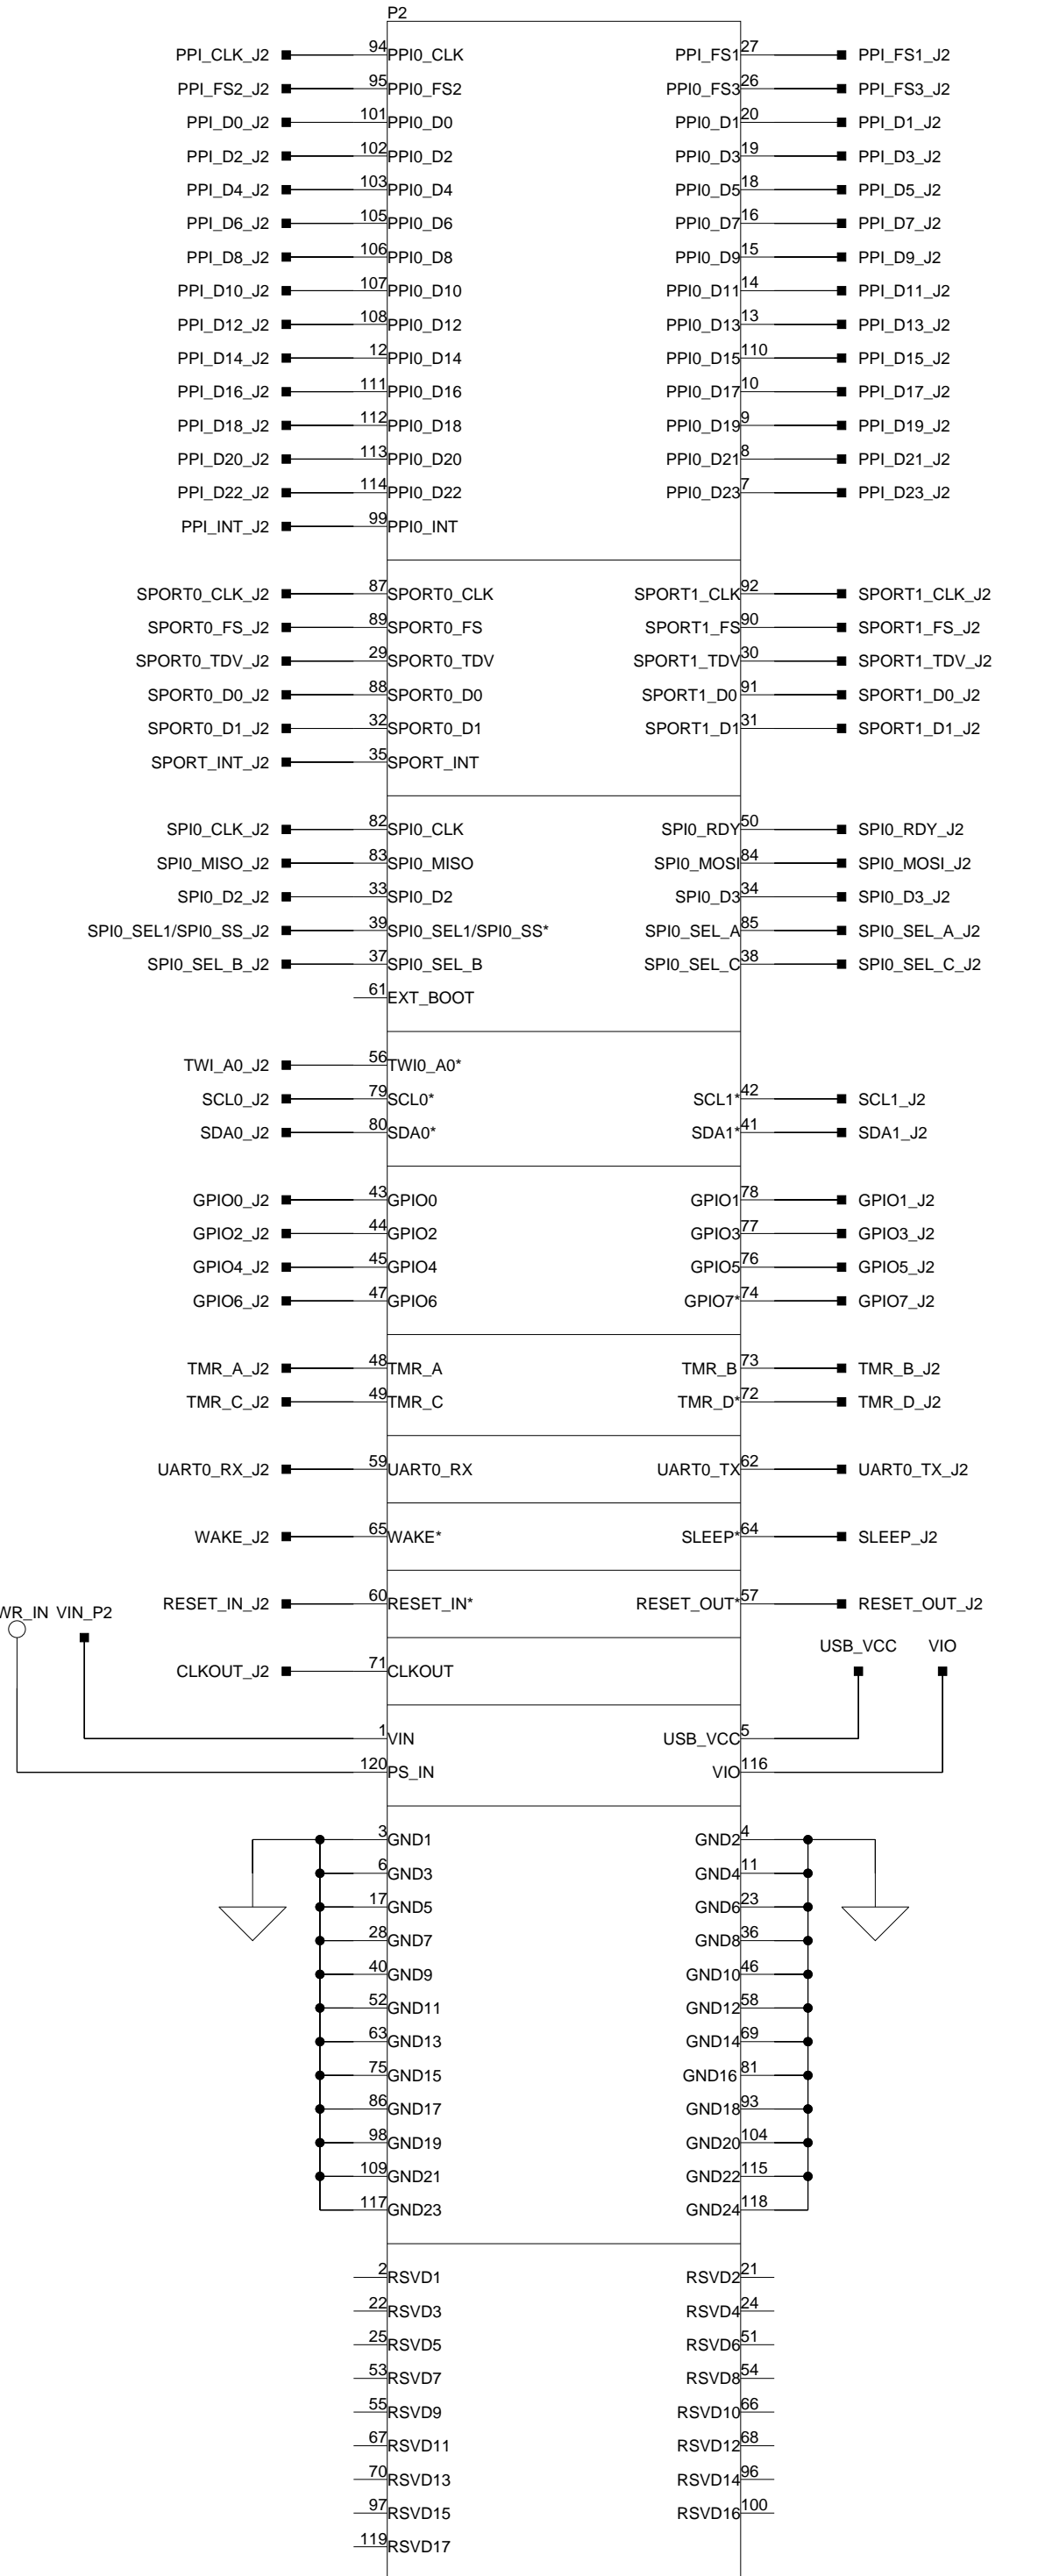 P2
PPI_CLK_J2 94 PPI0_CLK PPI_FS1 27 PPI_FS1_J2
PPI_FS2_J2 95 PPI0_FS2 PPI0_FS3 26 PPI_FS3_J2
PPI_D0_J2 101 PPI0_D0 PPI0_D1 20 PPI_D1_J2
PPI_D2_J2 102 PPI0_D2 PPI0_D3 19 PPI_D3_J2
PPI_D4_J2 103 PPI0_D4 PPI0_D5 18 PPI_D5_J2
PPI_D6_J2 105 PPI0_D6 PPI0_D7 16 PPI_D7_J2
PPI_D8_J2 106 PPI0_D8 PPI0_D9 15 PPI_D9_J2
PPI_D10_J2 107 PPI0_D10 PPI0_D11 14 PPI_D11_J2
PPI_D12_J2 108 PPI0_D12 PPI0_D13 13 PPI_D13_J2
PPI_D14_J2 12 PPI0_D14 PPI0_D15 110 PPI_D15_J2
PPI_D16_J2 111 PPI0_D16 PPI0_D17 10 PPI_D17_J2
PPI_D18_J2 112 PPI0_D18 PPI0_D19 9 PPI_D19_J2
PPI_D20_J2 113 PPI0_D20 PPI0_D21 8 PPI_D21_J2
PPI_D22_J2 114 PPI0_D22 PPI0_D23 7 PPI_D23_J2
PPI_INT_J2 99 PPI0_INT
SPORT0_CLK_J2 87 SPORT0_CLK SPORT1_CLK 92 SPORT1_CLK_J2
SPORT0_FS_J2 89 SPORT0_FS SPORT1_FS 90 SPORT1_FS_J2
SPORT0_TDV_J2 29 SPORT0_TDV SPORT1_TDV 30 SPORT1_TDV_J2
SPORT0_D0_J2 88 SPORT0_D0 SPORT1_D0 91 SPORT1_D0_J2
SPORT0_D1_J2 32 SPORT0_D1 SPORT1_D1 31 SPORT1_D1_J2
SPORT_INT_J2 35 SPORT_INT
SPI0_CLK_J2 82 SPI0_CLK SPI0_RDY 50 SPI0_RDY_J2
SPI0_MISO_J2 83 SPI0_MISO SPI0_MOSI 84 SPI0_MOSI_J2
SPI0_D2_J2 33 SPI0_D2 SPI0_D3 34 SPI0_D3_J2
SPI0_SEL1/SPI0_SS_J2 39 SPI0_SEL1/SPI0_SS* SPI0_SEL_A 85 SPI0_SEL_A_J2
SPI0_SEL_B_J2 37 SPI0_SEL_B SPI0_SEL_C 38 SPI0_SEL_C_J2
61 EXT_BOOT
TWI_A0_J2 56 TWI0_A0*
SCL0_J2 79 SCL0* SCL1* 42 SCL1_J2
SDA0_J2 80 SDA0* SDA1* 41 SDA1_J2
GPIO0_J2 43 GPIO0 GPIO1 78 GPIO1_J2
GPIO2_J2 44 GPIO2 GPIO3 77 GPIO3_J2
GPIO4_J2 45 GPIO4 GPIO5 76 GPIO5_J2
GPIO6_J2 47 GPIO6 GPIO7* 74 GPIO7_J2
TMR_A_J2 48 TMR_A TMR_B 73 TMR_B_J2
TMR_C_J2 49 TMR_C TMR_D* 72 TMR_D_J2
UART0_RX_J2 59 UART0_RX UART0_TX 62 UART0_TX_J2
WAKE_J2 65 WAKE* SLEEP* 64 SLEEP_J2
RESET_IN_J2 60 RESET_IN* RESET_OUT* 57 RESET_OUT_J2
WR_IN VIN_P2
USB_VCC VIO
CLKOUT_J2 71 CLKOUT
1 VIN USB_VCC 5
120 PS_IN VIO 116
3 GND1 GND2 4
6 GND3 GND4 11
17 GND5 GND6 23
28 GND7 GND8 36
40 GND9 GND10 46
52 GND11 GND12 58
63 GND13 GND14 69
75 GND15 GND16 81
86 GND17 GND18 93
98 GND19 GND20 104
109 GND21 GND22 115
117 GND23 GND24 118
2 RSVD1 RSVD2 21
22 RSVD3 RSVD4 24
25 RSVD5 RSVD6 51
53 RSVD7 RSVD8 54
55 RSVD9 RSVD10 66
67 RSVD11 RSVD12 68
70 RSVD13 RSVD14 96
97 RSVD15 RSVD16 100
119 RSVD17